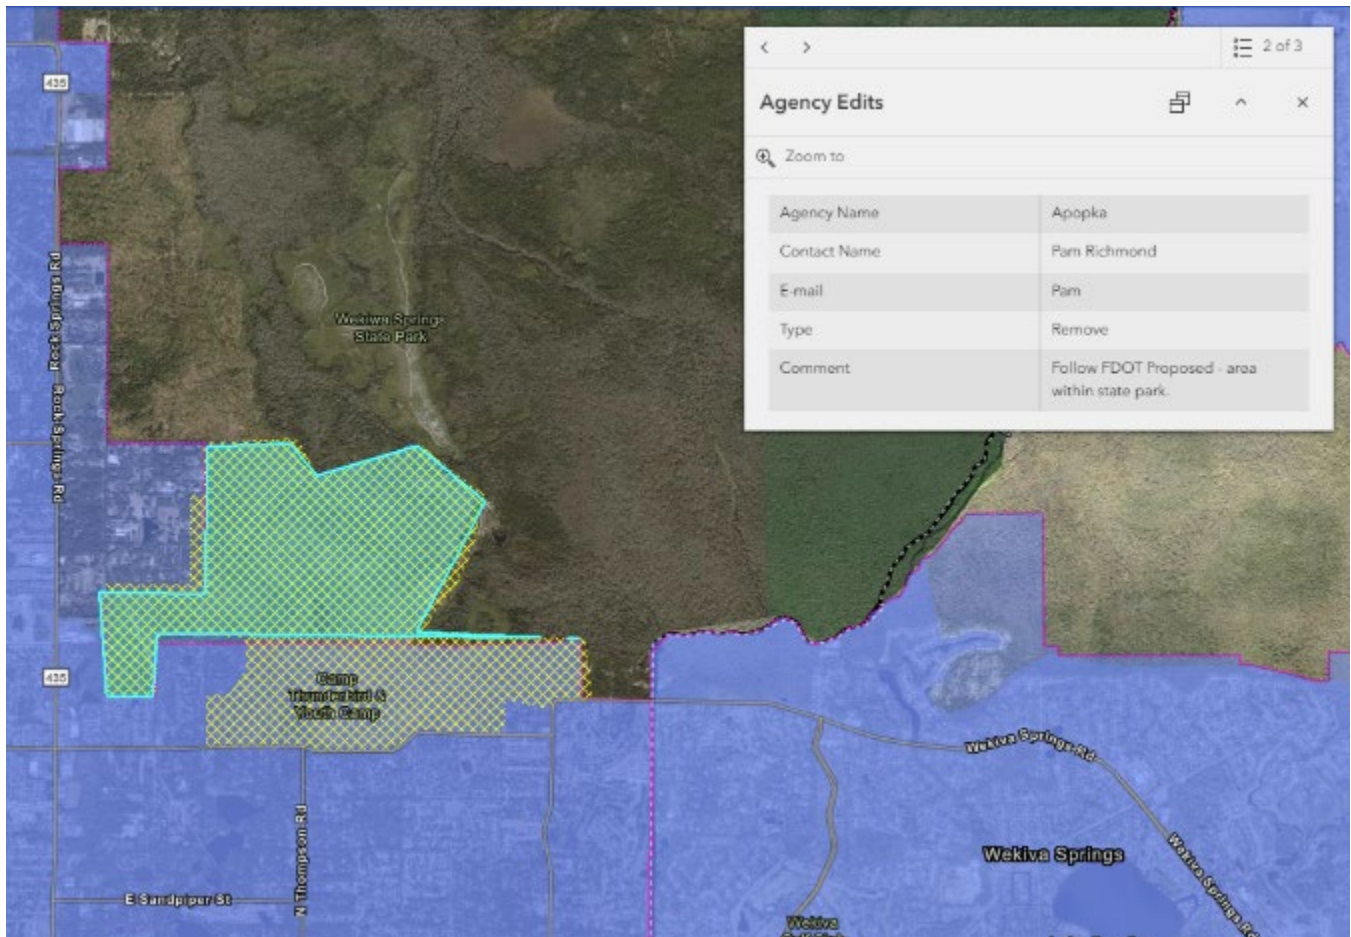 435
2 of 3
Agency Edits
Zoom to
Agency Name Apopka
Contact Name Pam Richmond
E-mail Pam
Type Remove
Comment Follow FDOT Proposed - area
within state park.
Rock Springs Rd
Rock Springs Rd
Wekiwa Springs
State Park
435
Camp
Thunderbird &
Youth Camp
Wekiva Springs Rd
N Thompson Rd
E Sandpiper St
Wekiva Springs
Wekiva Springs Rd
Wekiva